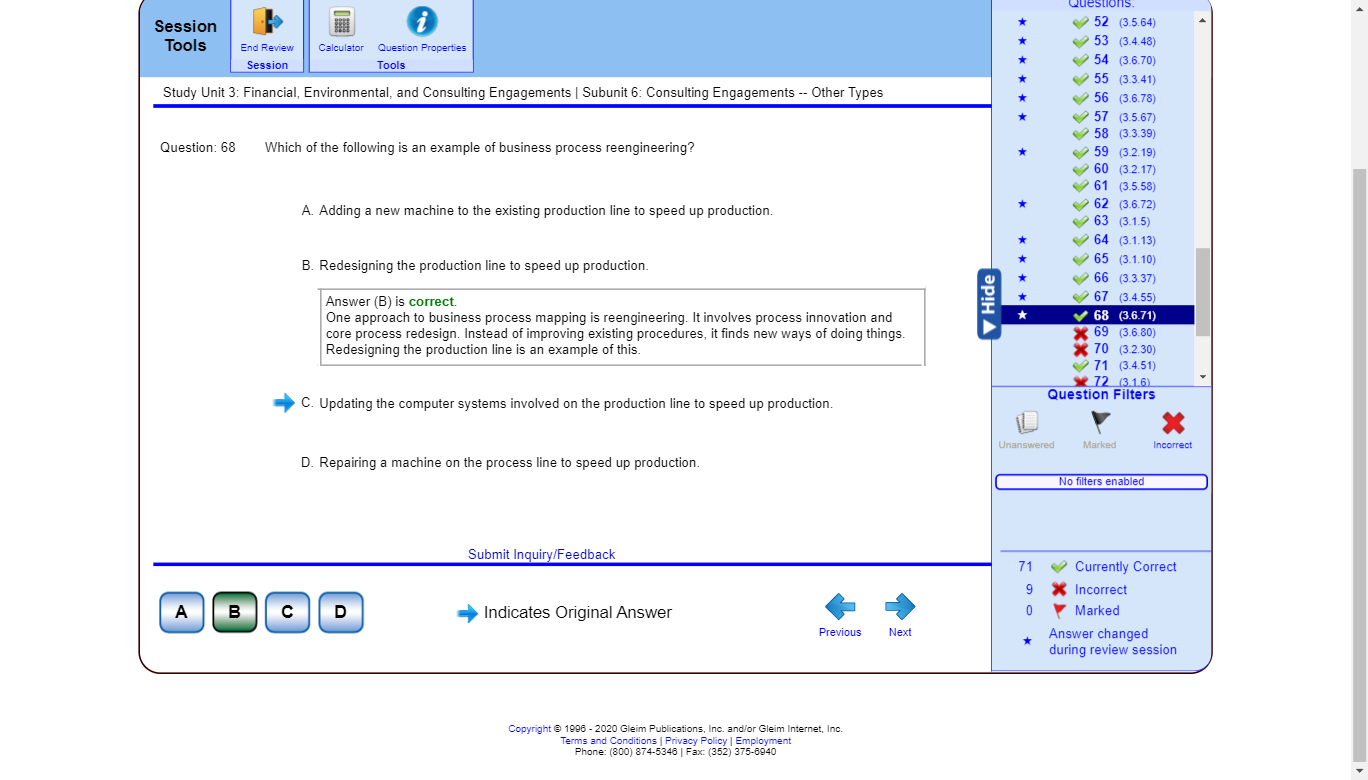 Session Tools
End Review
Session
Calculator
Question Properties
Tools
Study Unit 3: Financial, Environmental, and Consulting Engagements | Subunit 6: Consulting Engagements -- Other Types
Question: 68 Which of the following is an example of business process reengineering?
A. Adding a new machine to the existing production line to speed up production.
B. Redesigning the production line to speed up production.
Answer (B) is correct.
One approach to business process mapping is reengineering. It involves process innovation and
core process redesign. Instead of improving existing procedures, it finds new ways of doing things.
Redesigning the production line is an example of this.
C. Updating the computer systems involved on the production line to speed up production.
D. Repairing a machine on the process line to speed up production.
Submit Inquiry/Feedback
A B C D
Indicates Original Answer
Previous Next
Questions:
52 (3.5.64)
53 (3.4.48)
54 (3.6.70)
55 (3.3.41)
56 (3.6.78)
57 (3.5.67)
58 (3.3.39)
59 (3.2.19)
60 (3.2.17)
61 (3.5.58)
62 (3.6.72)
63 (3.1.5)
64 (3.1.13)
65 (3.1.10)
66 (3.3.37)
67 (3.4.55)
68 (3.6.71)
69 (3.6.80)
70 (3.2.30)
71 (3.4.51)
72 (3.1.6)
Hide
Question Filters
Unanswered Marked Incorrect
No filters enabled
71 Currently Correct
9 Incorrect
0 Marked
Answer changed
during review session
Copyright © 1996 - 2020 Gleim Publications, Inc. and/or Gleim Internet, Inc.
Terms and Conditions | Privacy Policy | Employment
Phone: (800) 874-5346 | Fax: (352) 375-6940